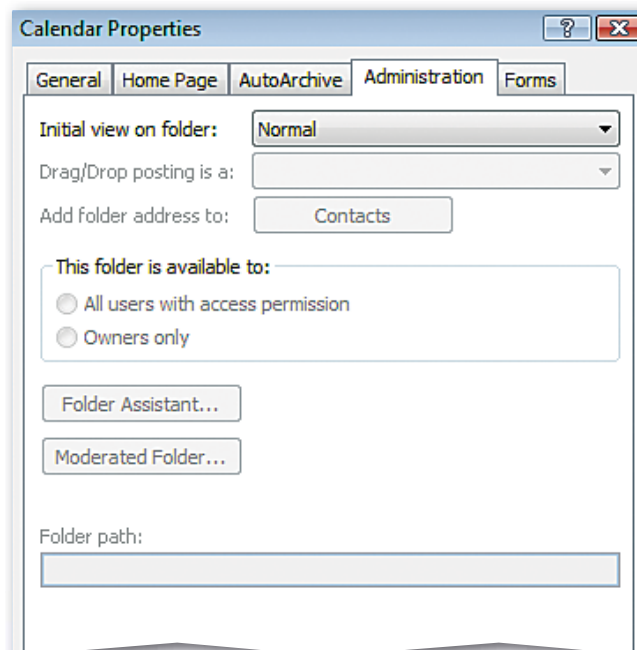 Calendar Properties
?
General Home Page AutoArchive Administration Forms
Initial view on folder: Normal
Drag/Drop posting is a:
Add folder address to: Contacts
This folder is available to:
All users with access permission
Owners only
Folder Assistant...
Moderated Folder...
Folder path: